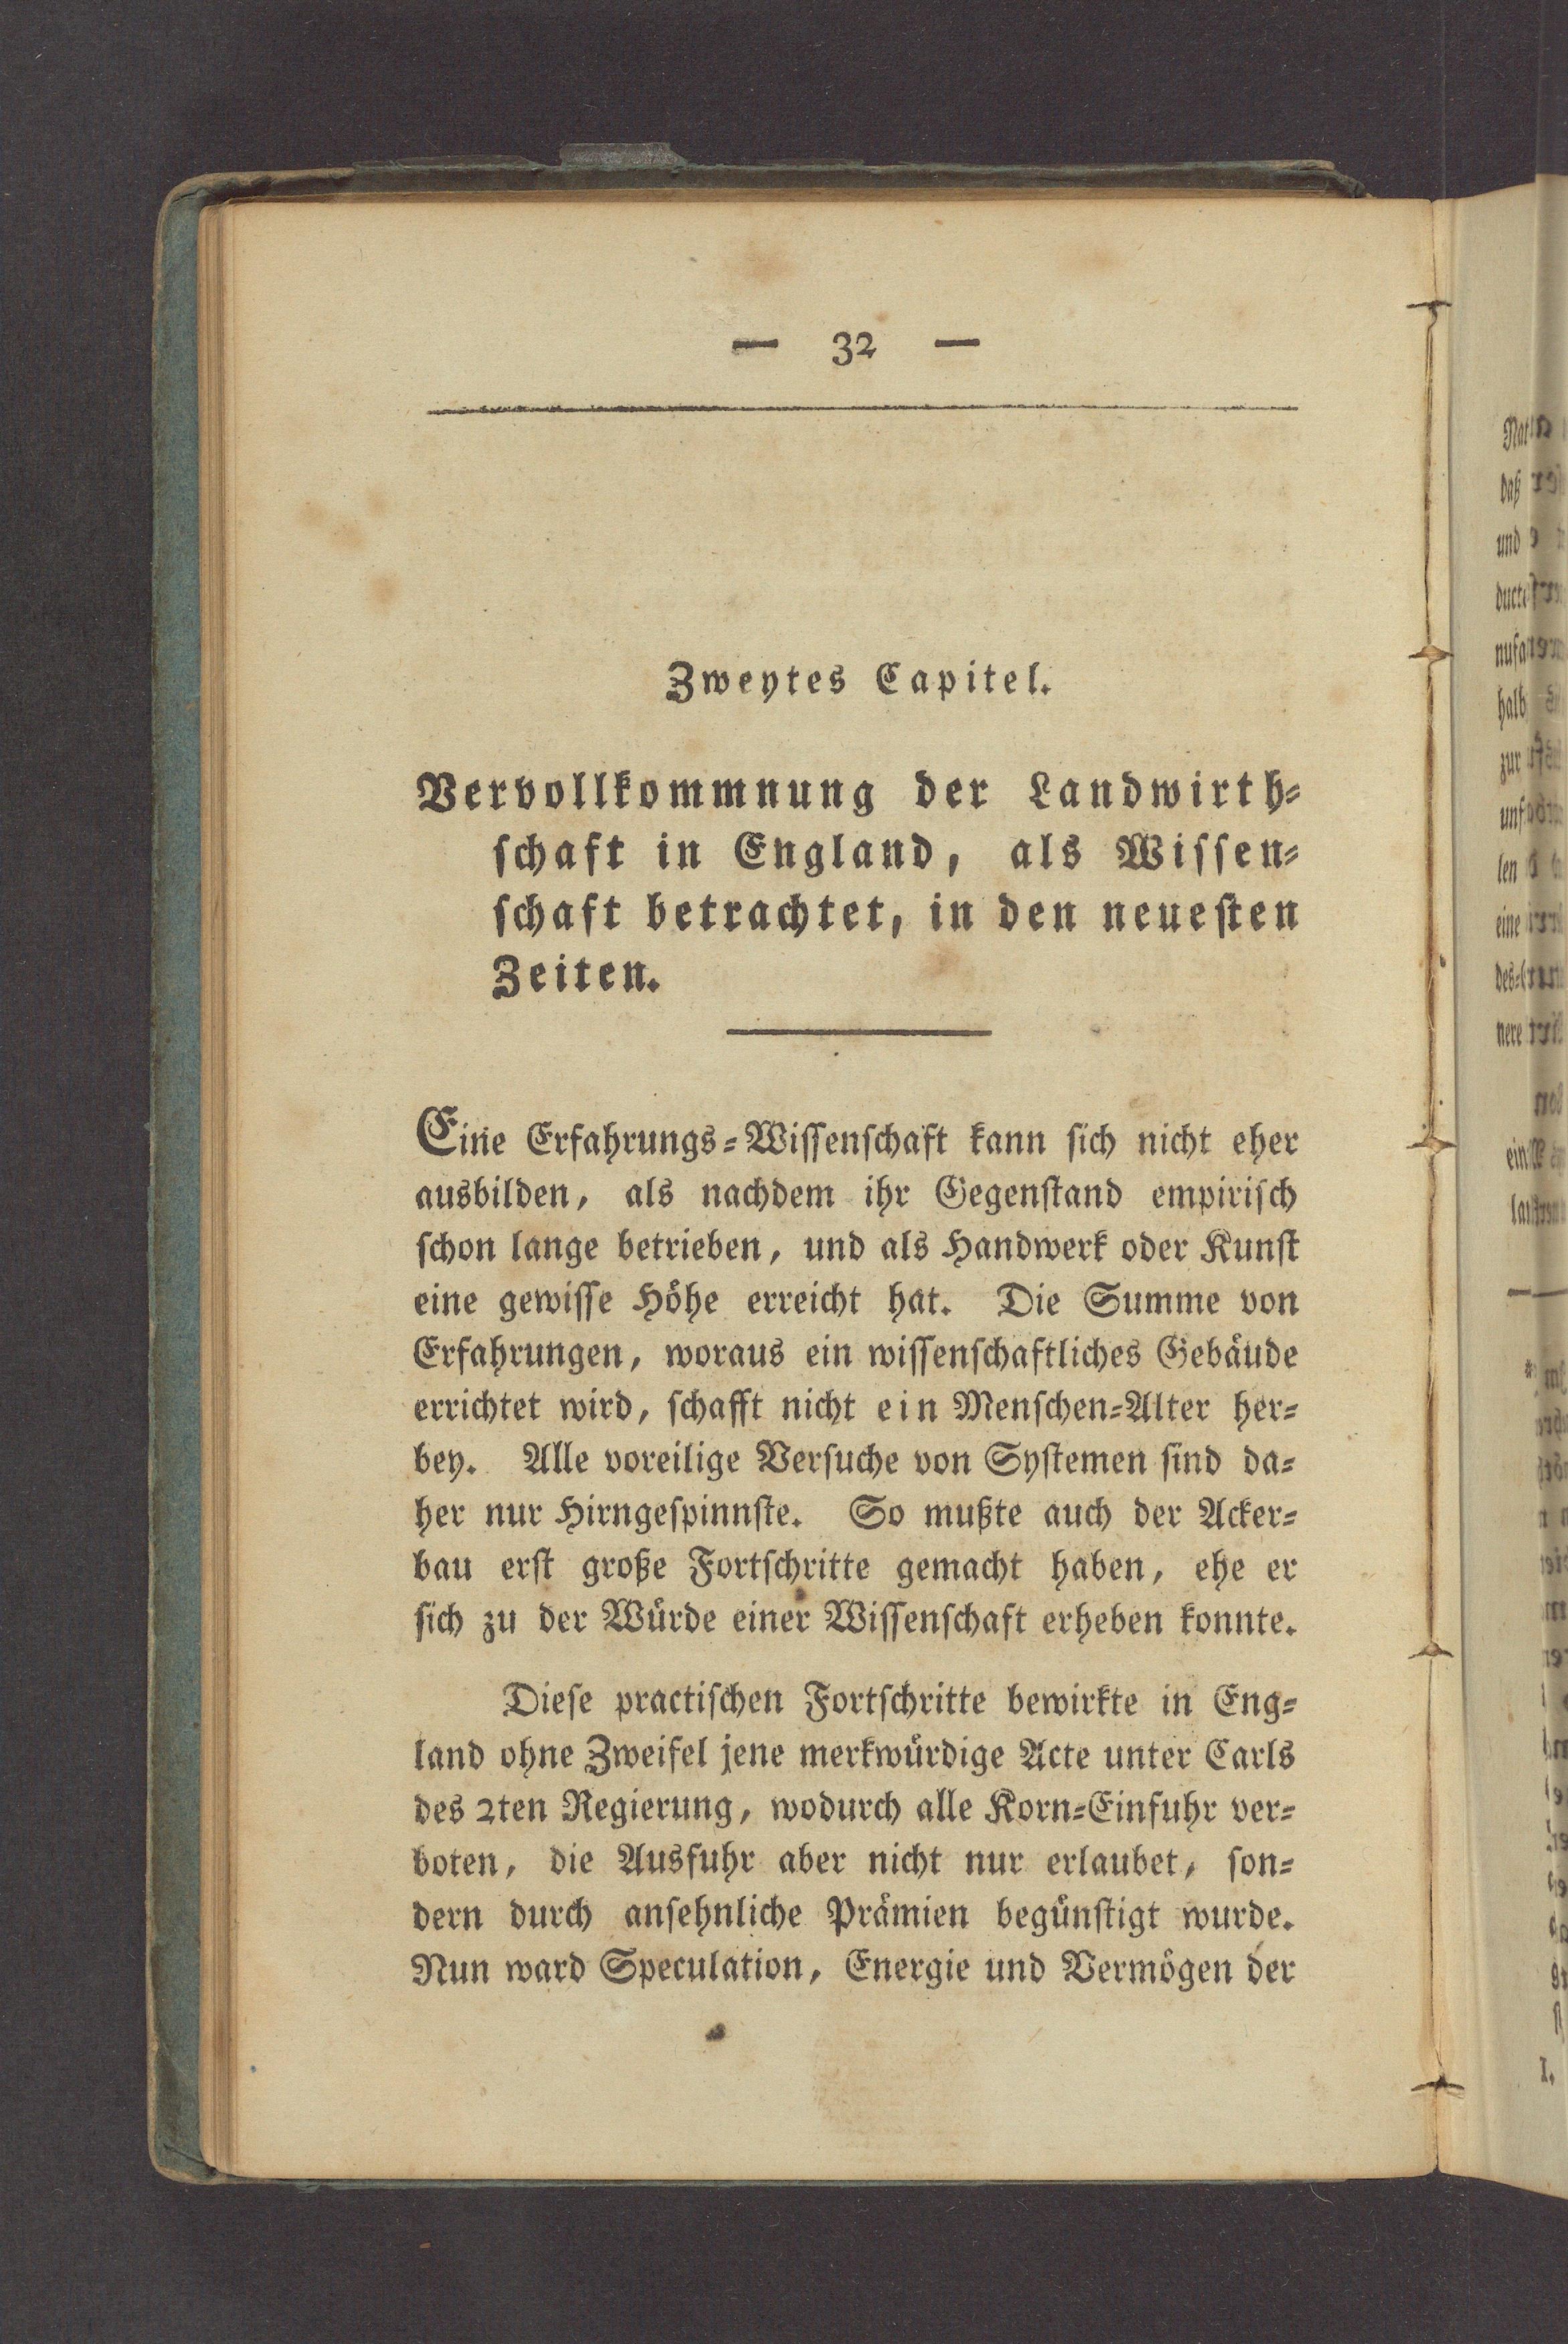 — 32 —
Zweytes Capitel.
Vervollkommnung der Landwirth-
schaft in England, als Wissen-
schaft betrachtet, in den neuesten
Zeiten.
Eine Erfahrungs-Wissenschaft kann sich nicht eher
ausbilden, als nachdem ihr Gegenstand empirisch
schon lange betrieben, und als Handwerk oder Kunst
eine gewisse Höhe erreicht hat. Die Summe von
Erfahrungen, woraus ein wissenschaftliches Gebäude
errichtet wird, schafft nicht ein Menschen-Alter her-
bey. Alle voreilige Versuche von Systemen sind da-
her nur Hirngespinnste. So mußte auch der Acker-
bau erst große Fortschritte gemacht haben, ehe er
sich zu der Würde einer Wissenschaft erheben konnte.
Diese practischen Fortschritte bewirkte in Eng-
land ohne Zweifel jene merkwürdige Acte unter Carls
des 2ten Regierung, wodurch alle Korn-Einfuhr ver-
boten, die Ausfuhr aber nicht nur erlaubet, son-
dern durch ansehnliche Prämien begünstigt wurde.
Nun ward Speculation, Energie und Vermögen der